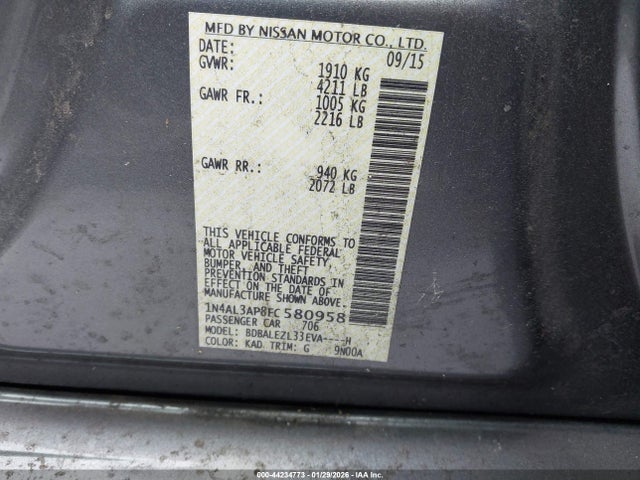 MFD BY NISSAN MOTOR CO., LTD.
DATE: 09/15
GVWR: 1910 KG
4211 LB
GAWR FR.: 1005 KG
2216 LB
GAWR RR.: 940 KG
2072 LB
THIS VEHICLE CONFORMS TO
ALL APPLICABLE FEDERAL
MOTOR VEHICLE SAFETY,
BUMPER, AND THEFT
PREVENTION STANDARDS IN
EFFECT ON THE DATE OF
MANUFACTURE SHOWN ABOVE.
1N4AL3AP8FC580958
PASSENGER CAR 706
MODEL: BDBALEZL33EVA----H
COLOR: KAD TRIM: G 9N00A
000-44234773 - 01/29/2026 - IAA Inc.